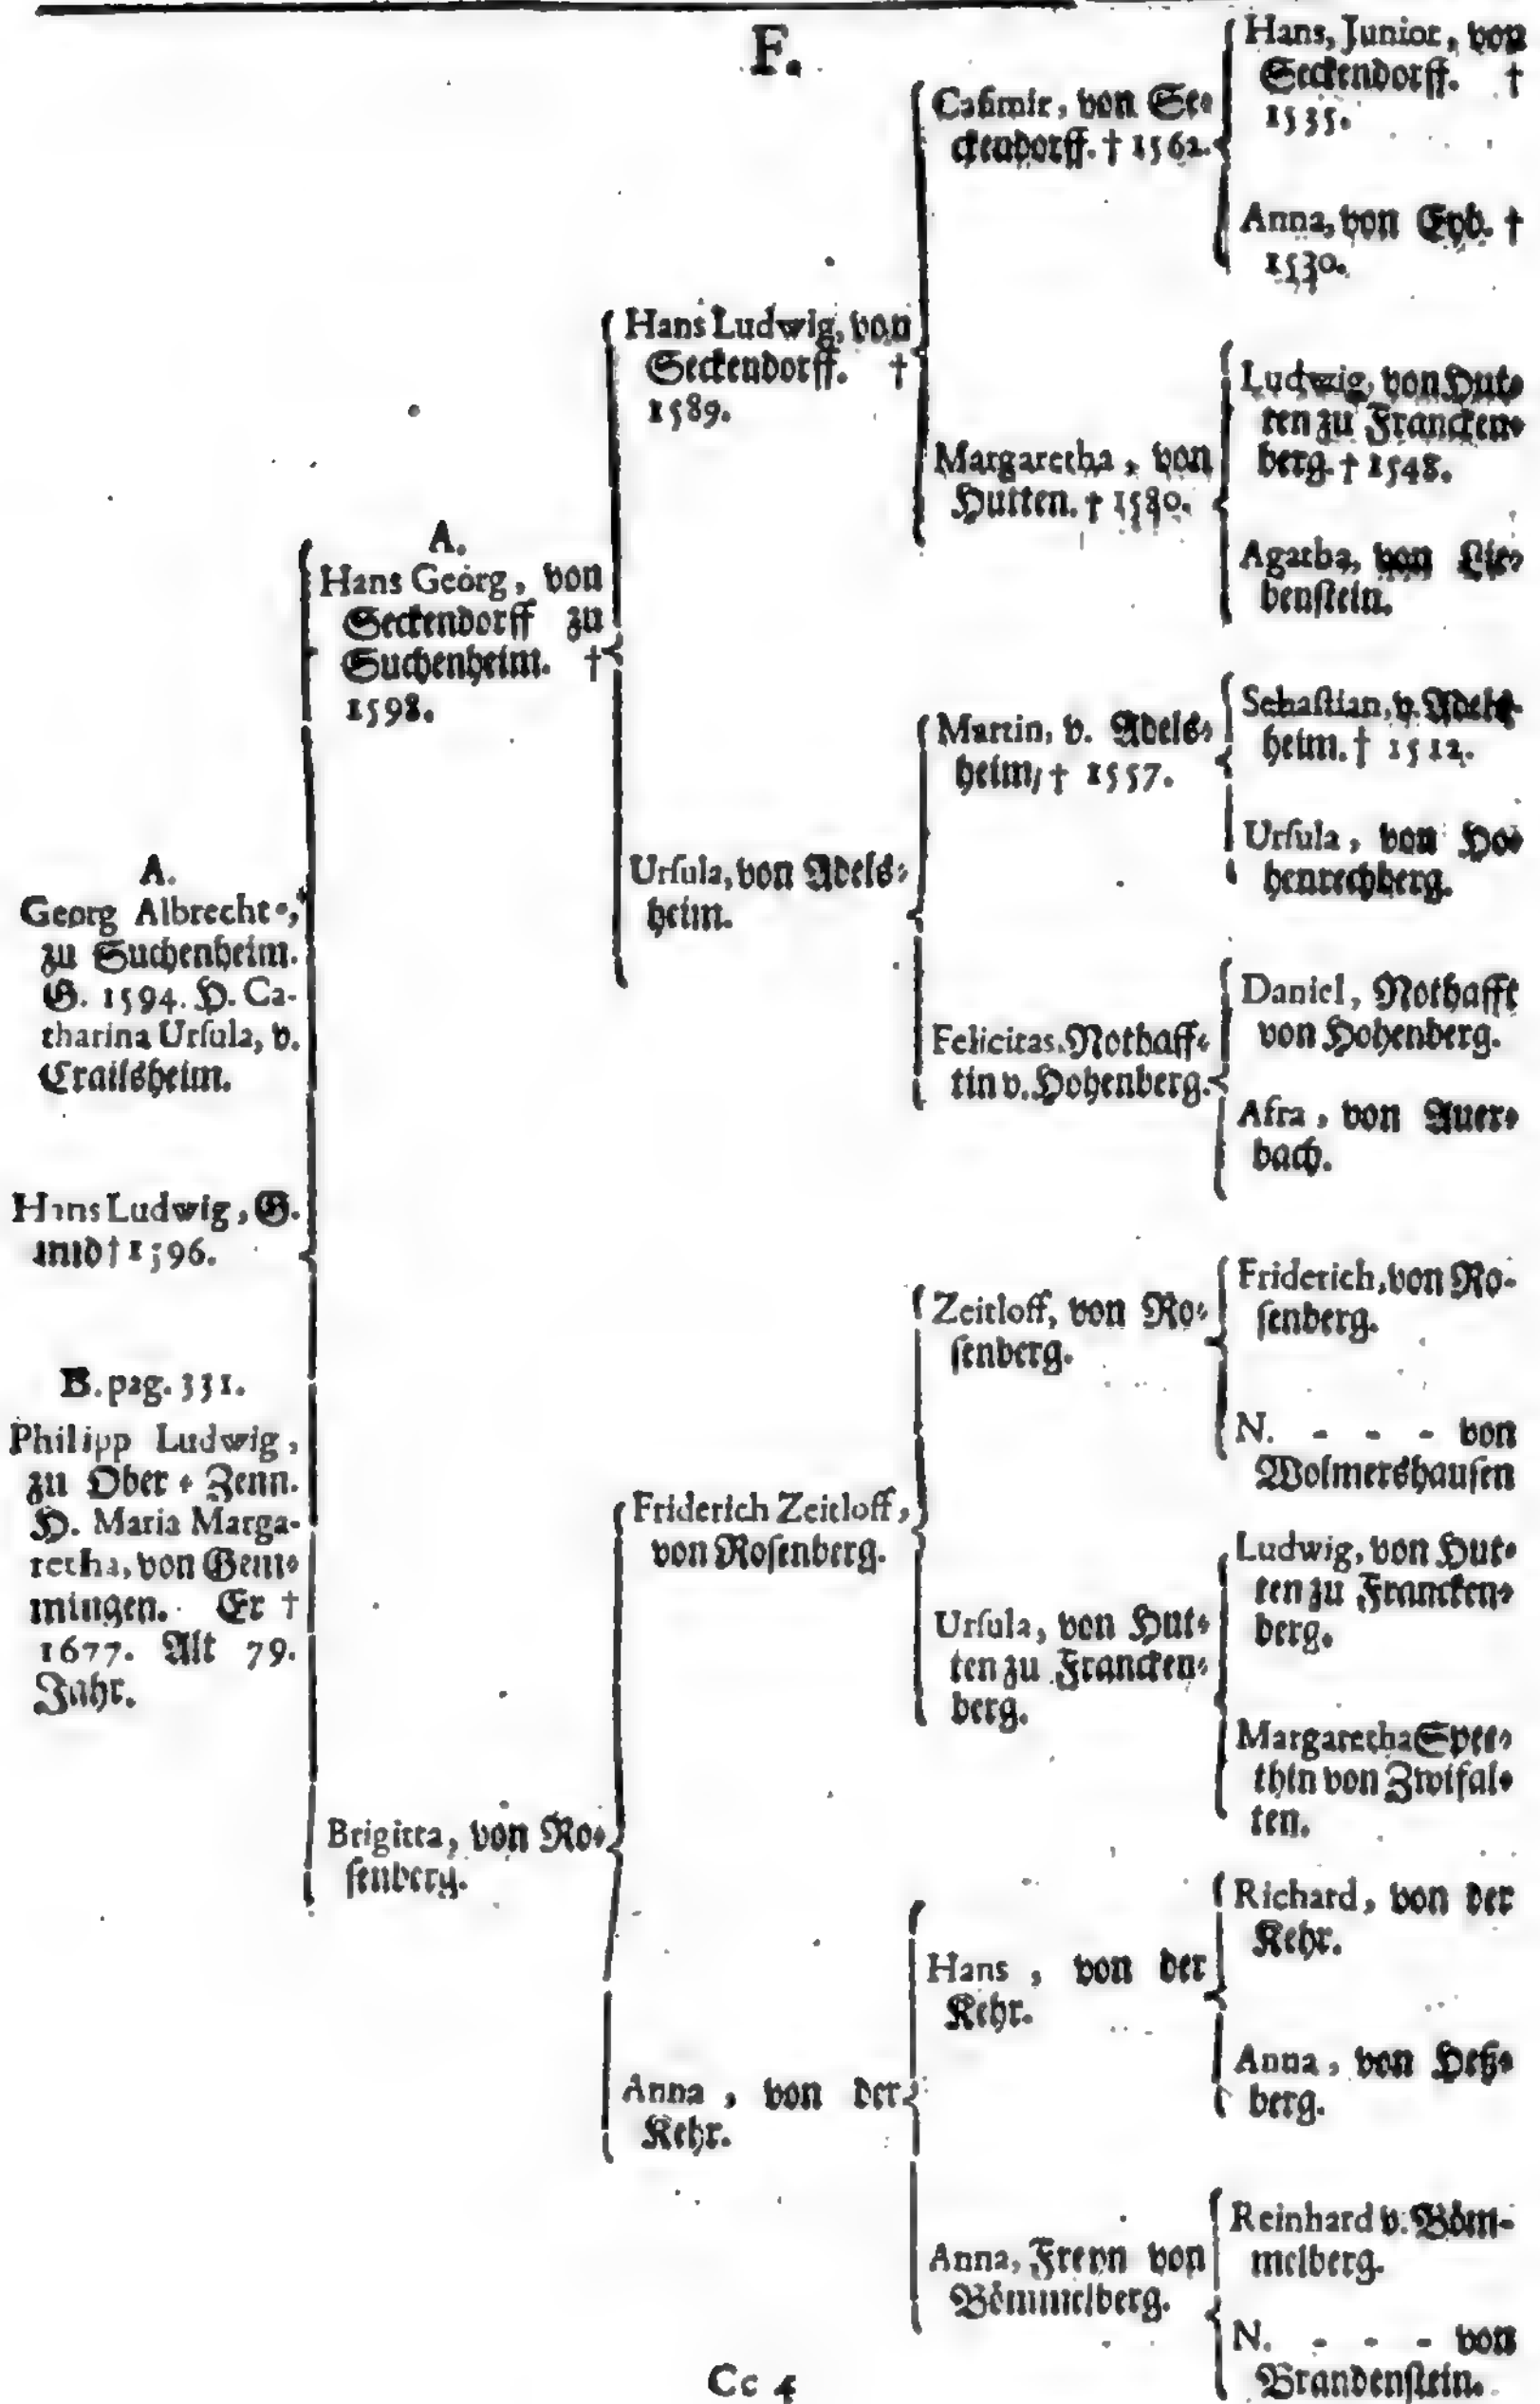 F.
A.
Georg Albrecht,
zu Suchenheim.
G. 1594. H. Ca-
tharina Urſula, v.
Crailsheim.
Hans Ludwig, G.
und † 1596.
B. pag. 331.
Philipp Ludwig,
zu Ober-Zenn.
H. Maria Marga-
retha, von Gem-
mingen. Er †
1677. Alt 79.
Jahr.
A.
Hans Georg, von
Seckendorff zu
Suchenheim. †
1598.
Brigitta, von Ro-
ſenberg.
Hans Ludwig, von
Seckendorff. †
1589.
Urſula, von Adels-
heim.
Friderich Zeitloff,
von Roſenberg.
Anna, von der
Kehr.
Caſimir, von Se-
ckendorff. † 1562.
Margaretha, von
Hutten. † 1580.
Martin, v. Adels-
heim, † 1557.
Felicitas. Nothaff-
tin v. Hohenberg.
Zeitloff, von Ro-
ſenberg.
Urſula, von Hut-
ten zu Francken-
berg.
Hans, von der
Kehr.
Anna, Freyn von
Bömmelberg.
Hans, Junior, von
Seckendorff. †
1535.
Anna, von Eyb. †
1530.
Ludwig, von Hut-
ten zu Francken-
berg. † 1548.
Agatha, von Lie-
benſtein.
Sebaſtian, v. Adels-
heim. † 1512.
Urſula, von Ho-
henrechberg.
Daniel, Nothafft
von Hohenberg.
Afra, von Auer-
bach.
Friderich, von Ro-
ſenberg.
N. - - - von
Wolmershauſen
Ludwig, von Hut-
ten zu Francken-
berg.
Margaretha Spee-
thin von Zwifal-
ten.
Richard, von der
Kehr.
Anna, von Heß-
berg.
Reinhard v. Böm-
melberg.
N. - - - von
Brandenſtein.
Cc 4